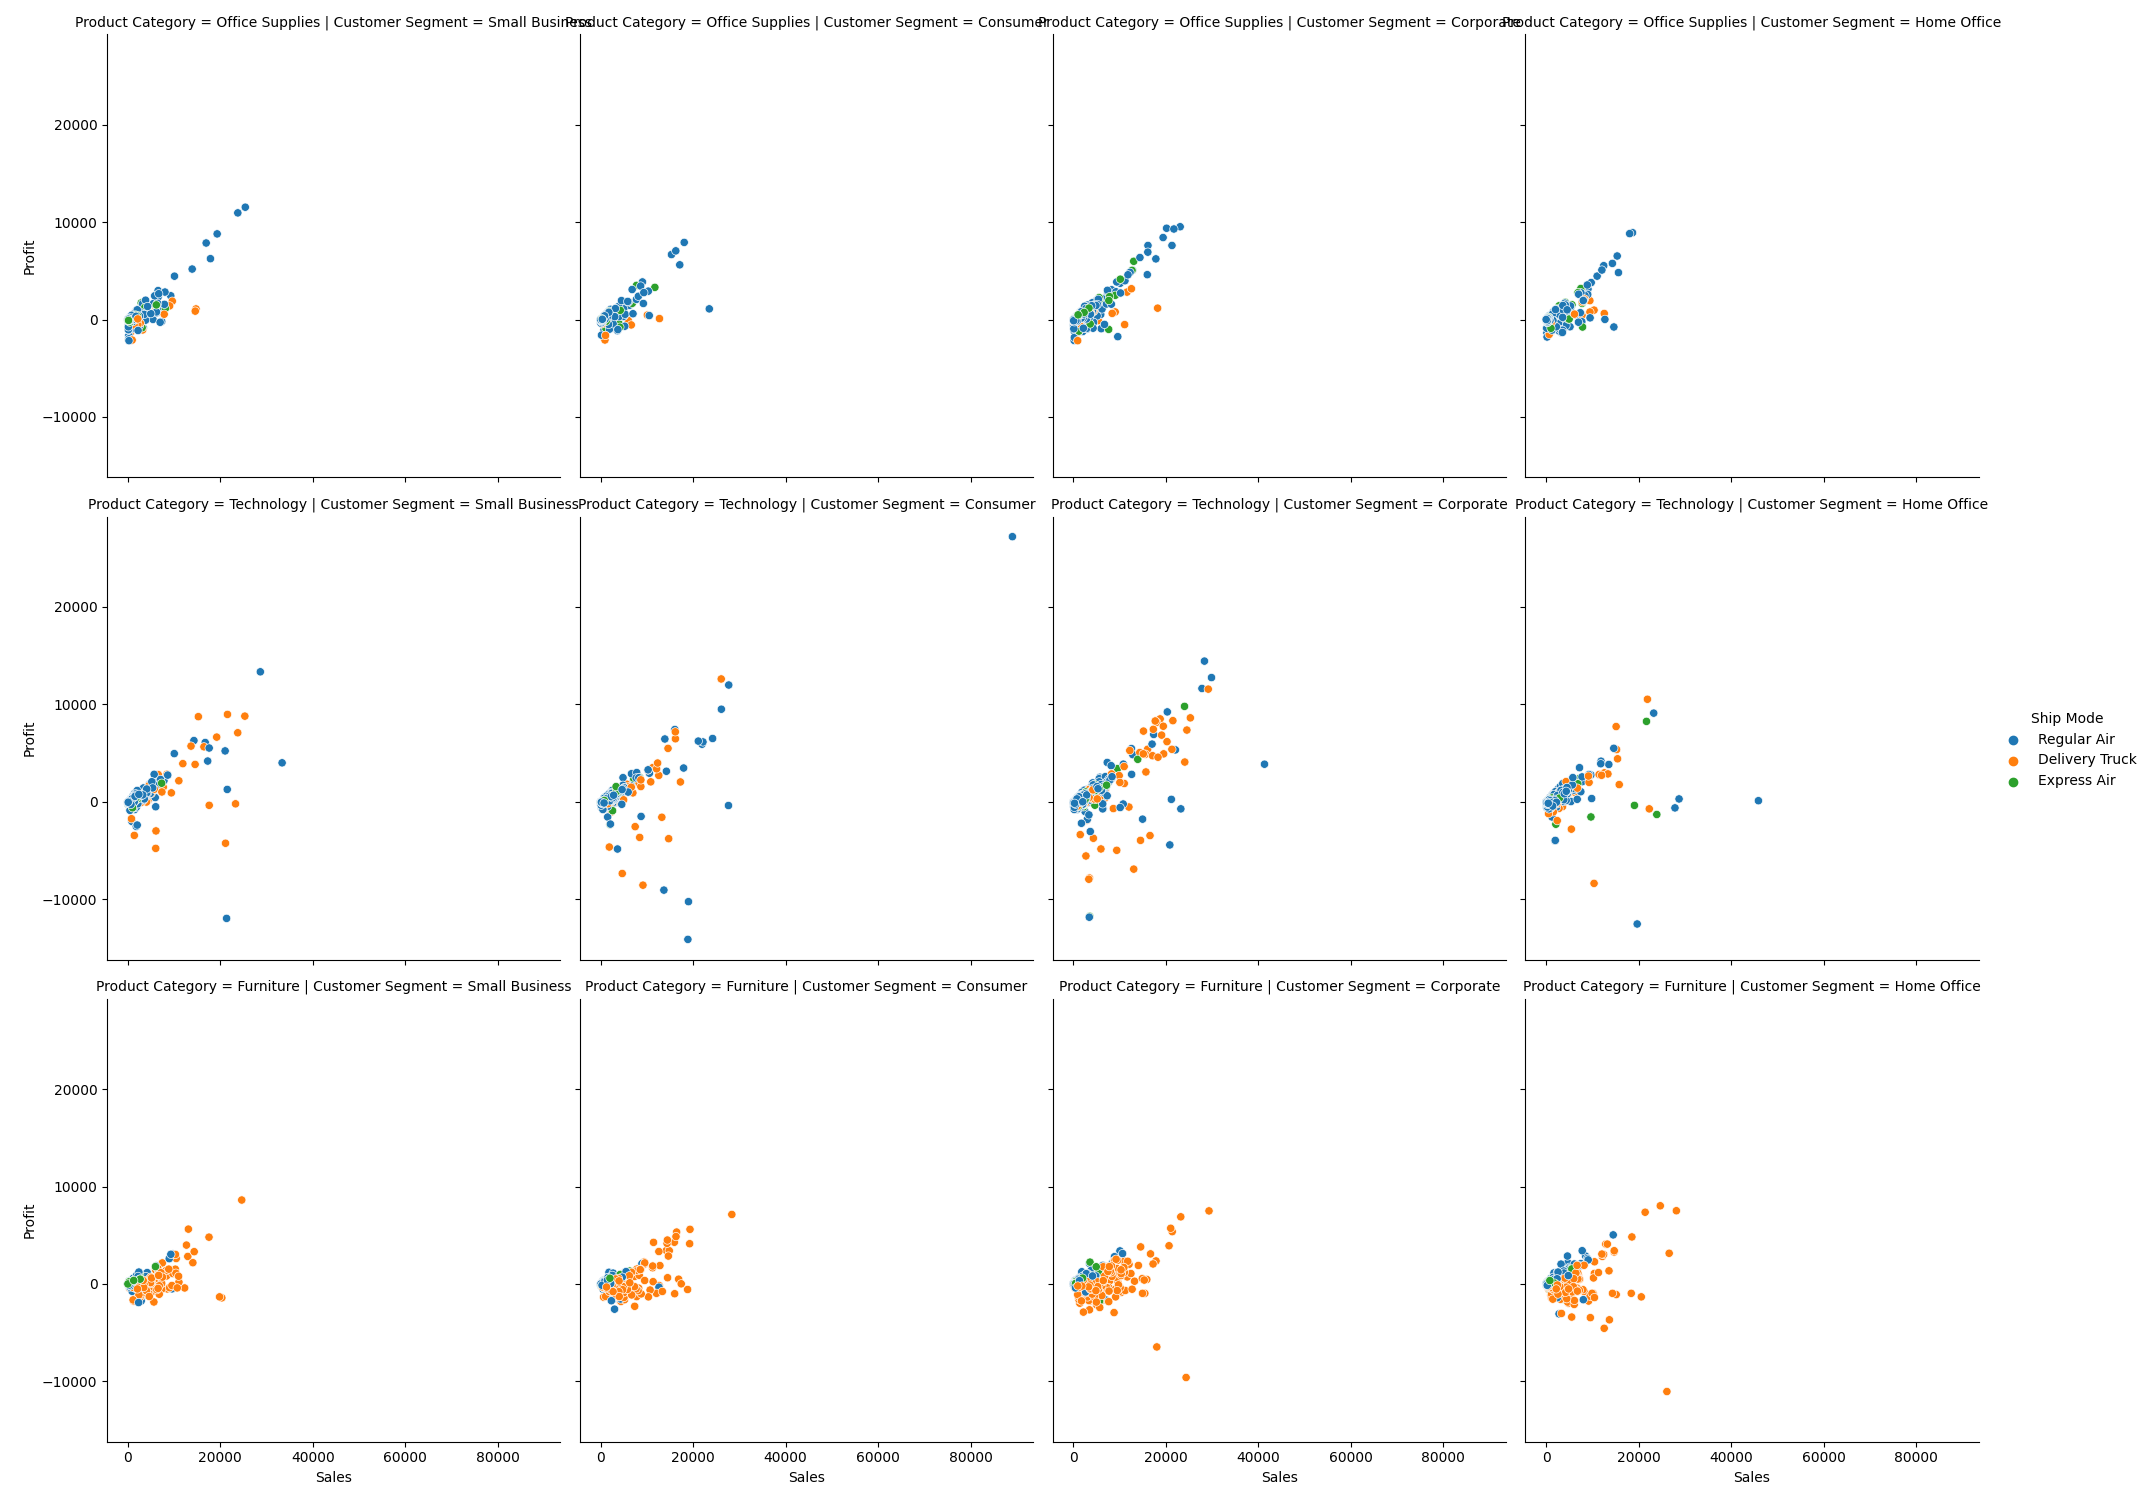 Product Category = Office Supplies | Customer Segment = Small Business
Product Category = Office Supplies | Customer Segment = Consumer
Product Category = Office Supplies | Customer Segment = Corporate
Product Category = Office Supplies | Customer Segment = Home Office
20000
10000
0
−10000
Profit
Product Category = Technology | Customer Segment = Small Business
Product Category = Technology | Customer Segment = Consumer
Product Category = Technology | Customer Segment = Corporate
Product Category = Technology | Customer Segment = Home Office
20000
10000
0
−10000
Profit
Ship Mode
Regular Air
Delivery Truck
Express Air
Product Category = Furniture | Customer Segment = Small Business
Product Category = Furniture | Customer Segment = Consumer
Product Category = Furniture | Customer Segment = Corporate
Product Category = Furniture | Customer Segment = Home Office
20000
10000
0
−10000
Profit
0 20000 40000 60000 80000
0 20000 40000 60000 80000
0 20000 40000 60000 80000
0 20000 40000 60000 80000
Sales
Sales
Sales
Sales